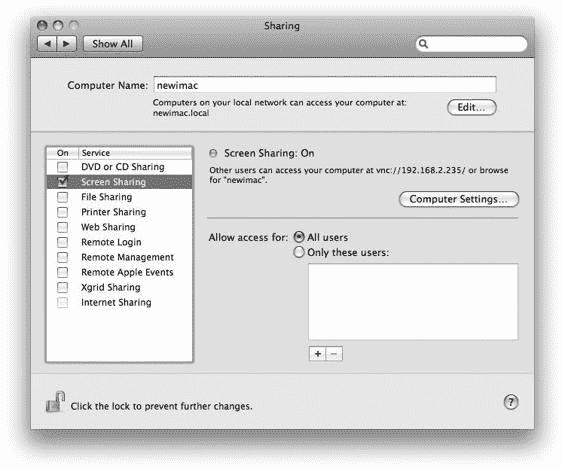 Sharing
Show All
Computer Name: newimac
Computers on your local network can access your computer at:
newimac.local
Edit...
On Service
DVD or CD Sharing
Screen Sharing
File Sharing
Printer Sharing
Web Sharing
Remote Login
Remote Management
Remote Apple Events
Xgrid Sharing
Internet Sharing
Screen Sharing: On
Other users can access your computer at vnc://192.168.2.235/ or browse
for "newimac".
Computer Settings...
Allow access for: All users
Only these users:
+ −
Click the lock to prevent further changes.
?